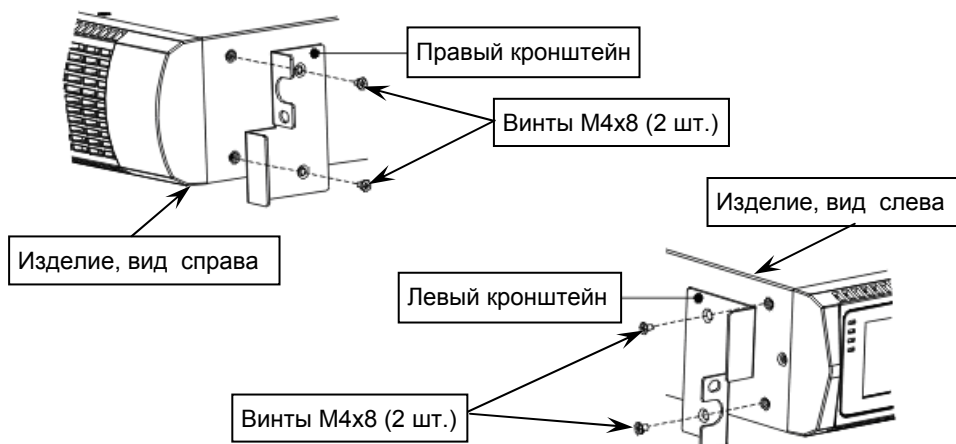 Правый кронштейн
Винты М4х8 (2 шт.)
Изделие, вид слева
Изделие, вид справа
Левый кронштейн
Винты М4х8 (2 шт.)